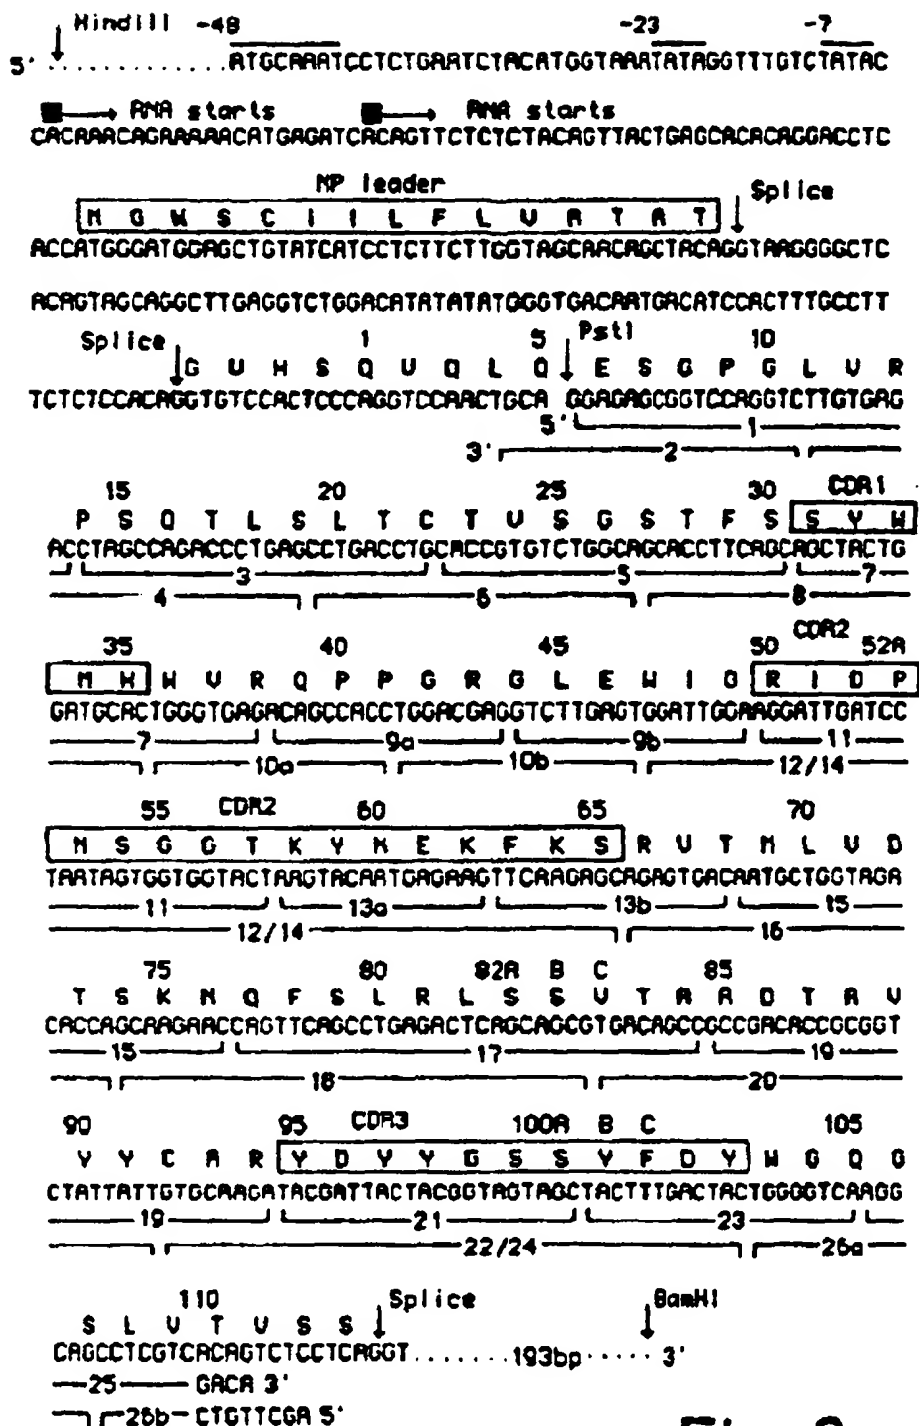 HindIII -48 -23 -7
5' .............ATGCAAATCCTCTGAATCTACATGGTAAATATAGGTTTGTCTATAC
RNA starts RNA starts
CACAAACAGAAAAACATGAGATCACAGTTCTCTCTACAGTTACTGAGCACACAGGACCTC
NP leader Splice
M G W S C I I L F L V A T A T
ACCATGGGATGGAGCTGTATCATCCTCTTCTTGGTAGCAACAGCTACAGGTAAGGGGCTC
ACAGTAGCAGGCTTGAGGTCTGGACATATATATGGGTGACAATGACATCCACTTTGCCTT
Splice 1 5 PstI 10
G V H S Q V Q L Q E S G P G L V R
TCTCTCCACAGGTGTCCACTCCCAGGTCCAACTGCA GGAGAGCGGTCCAGGTCTTGTGAG
5' 1
3' 2
15 20 25 30 CDR1
P S Q T L S L T C T V S G S T F S S Y W
ACCTAGCCAGACCCTGAGCCTGACCTGCACCGTGTCTGGCAGCACCTTCAGCAGCTACTG
3 5 7
4 6 8
35 40 45 50 CDR2 52A
M H W V R Q P P G R G L E W I G R I D P
GATGCACTGGGTGAGACAGCCACCTGGACGAGGTCTTGAGTGGATTGGAAGGATTGATCC
7 9a 9b 11
10a 10b 12/14
55 CDR2 60 65 70
N S G G T K Y N E K F K S R V T M L V D
TAATAGTGGTGGTACTAAGTACAATGAGAAGTTCAAGAGCAGAGTGACAATGCTGGTAGA
11 13a 13b 15
12/14 16
75 80 82A B C 85
T S K N Q F S L R L S S V T A A D T A V
CACCAGCAAGAACCAGTTCAGCCTGAGACTCAGCAGCGTGACAGCCGCCGACACCGCGGT
15 17 19
18 20
90 95 CDR3 100A B C 105
Y Y C A R Y D Y Y G S S Y F D Y W G Q G
CTATTATTGTGCAAGATACGATTACTACGGTAGTAGCTACTTTGACTACTGGGGTCAAGG
19 21 23
22/24 26a
110 Splice BamHI
S L V T V S S
CAGCCTCGTCACAGTCTCCTCAGGT.......193bp..... 3'
25 GACA 3'
26b CTGTTCGA 5'